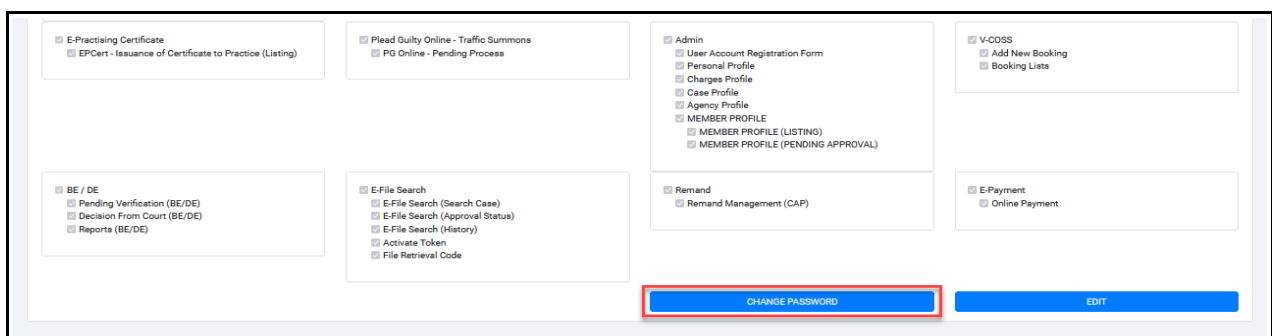 E-Practising Certificate
EPCert - Issuance of Certificate to Practice (Listing)
Plead Guilty Online - Traffic Summons
PG Online - Pending Process
Admin
User Account Registration Form
Personal Profile
Charges Profile
Case Profile
Agency Profile
MEMBER PROFILE
MEMBER PROFILE (LISTING)
MEMBER PROFILE (PENDING APPROVAL)
V-COSS
Add New Booking
Booking Lists
BE / DE
Pending Verification (BE/DE)
Decision From Court (BE/DE)
Reports (BE/DE)
E-File Search
E-File Search (Search Case)
E-File Search (Approval Status)
E-File Search (History)
Activate Token
File Retrieval Code
Remand
Remand Management (CAP)
E-Payment
Online Payment
CHANGE PASSWORD
EDIT